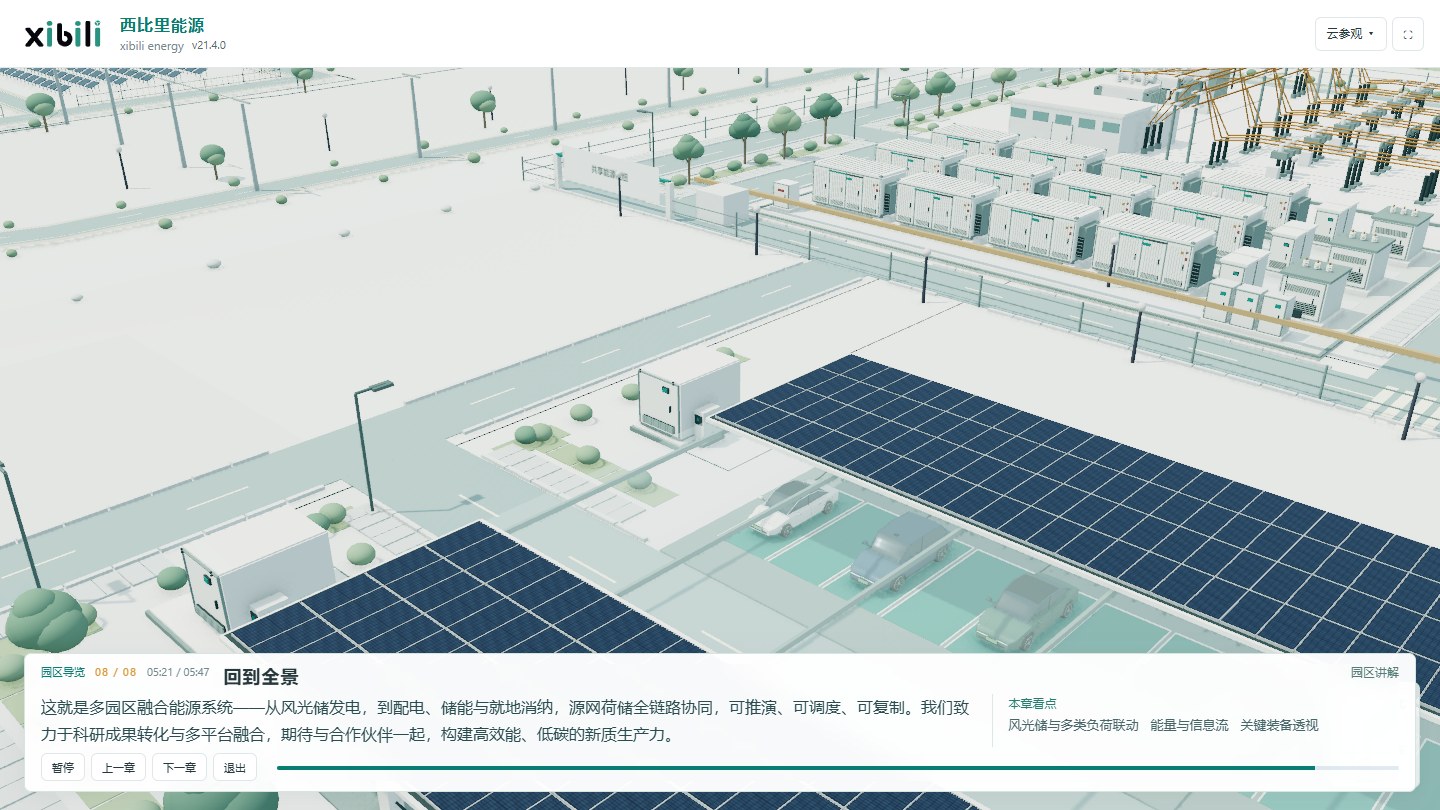 xibili
西比里能源
xibili energy v21.4.0
云参观
园区导览 08 / 08 05:21 / 05:47 回到全景
园区讲解
这就是多园区融合能源系统——从风光储发电，到配电、储能与就地消纳，源网荷储全链路协同，可推演、可调度、可复制。我们致
力于科研成果转化与多平台融合，期待与合作伙伴一起，构建高效能、低碳的新质生产力。
本章看点
风光储与多类负荷联动 能量与信息流 关键装备透视
暂停 上一章 下一章 退出